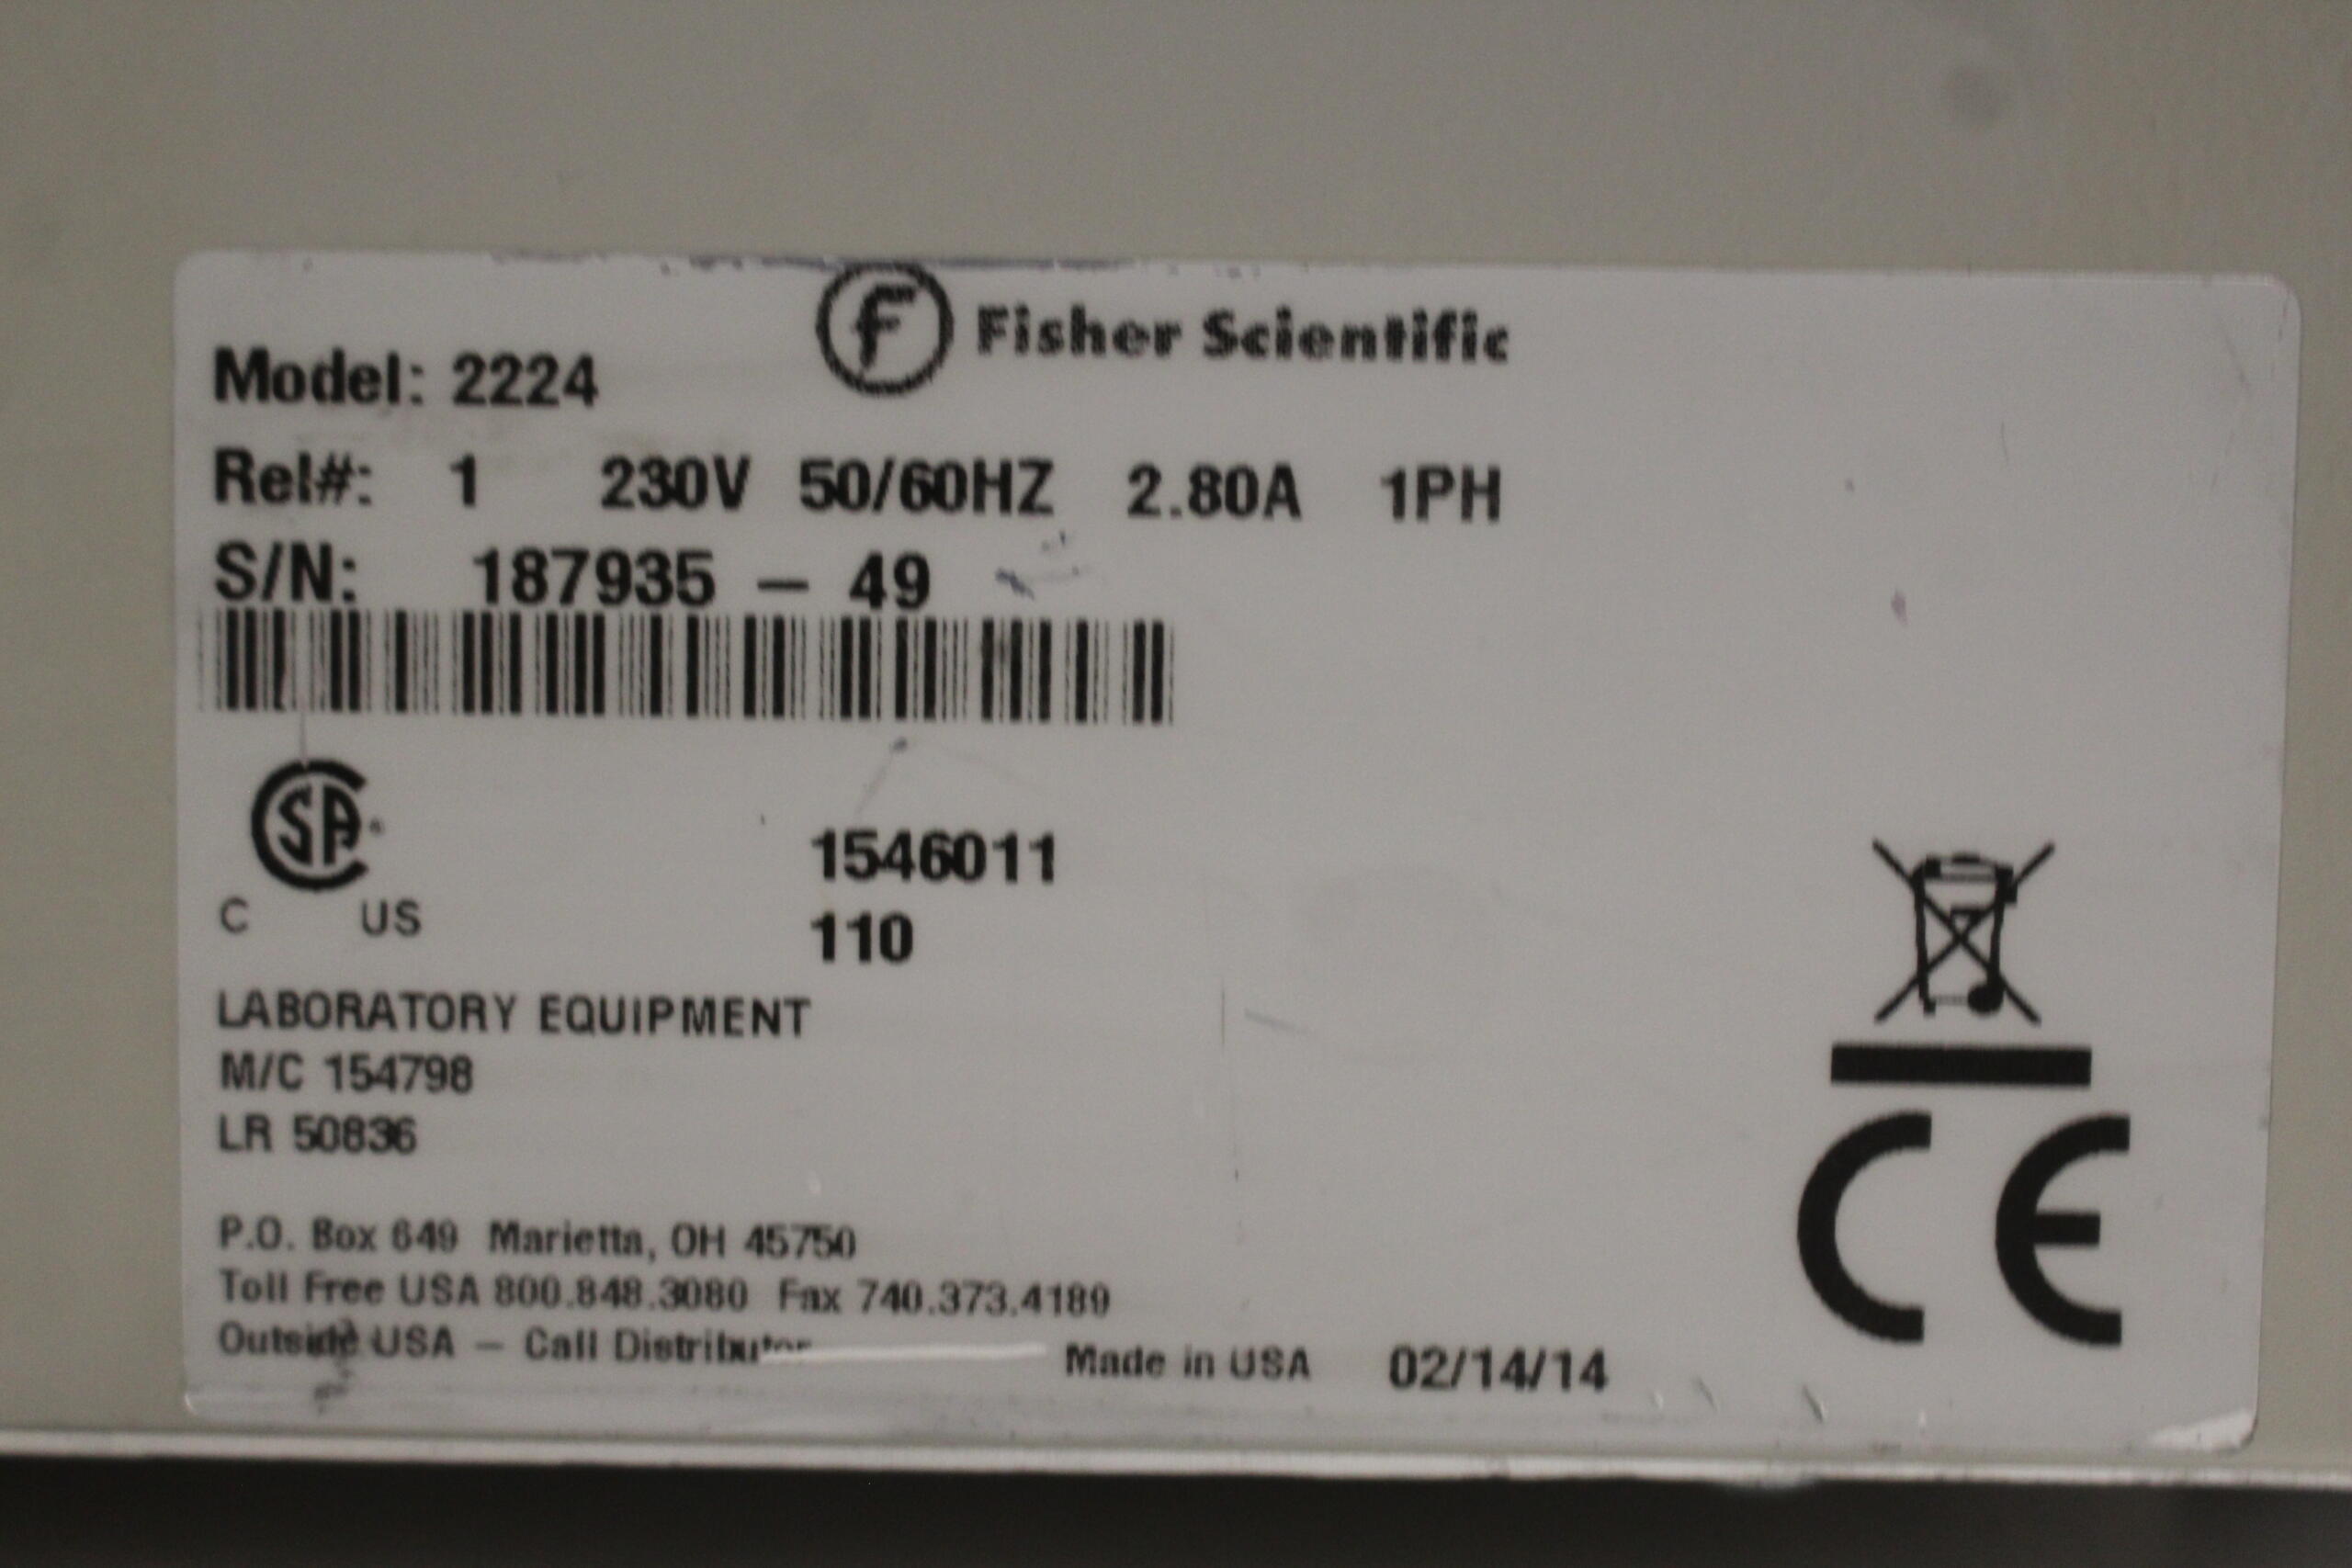 F Fisher Scientific
Model: 2224
Rel#: 1 230V 50/60HZ 2.80A 1PH
S/N: 187935 – 49
SA
C US
1546011
110
LABORATORY EQUIPMENT
M/C 154798
LR 50836
P.O. Box 649 Marietta, OH 45750
Toll Free USA 800.848.3080 Fax 740.373.4189
Outside USA – Call Distributor
Made in USA 02/14/14
CE